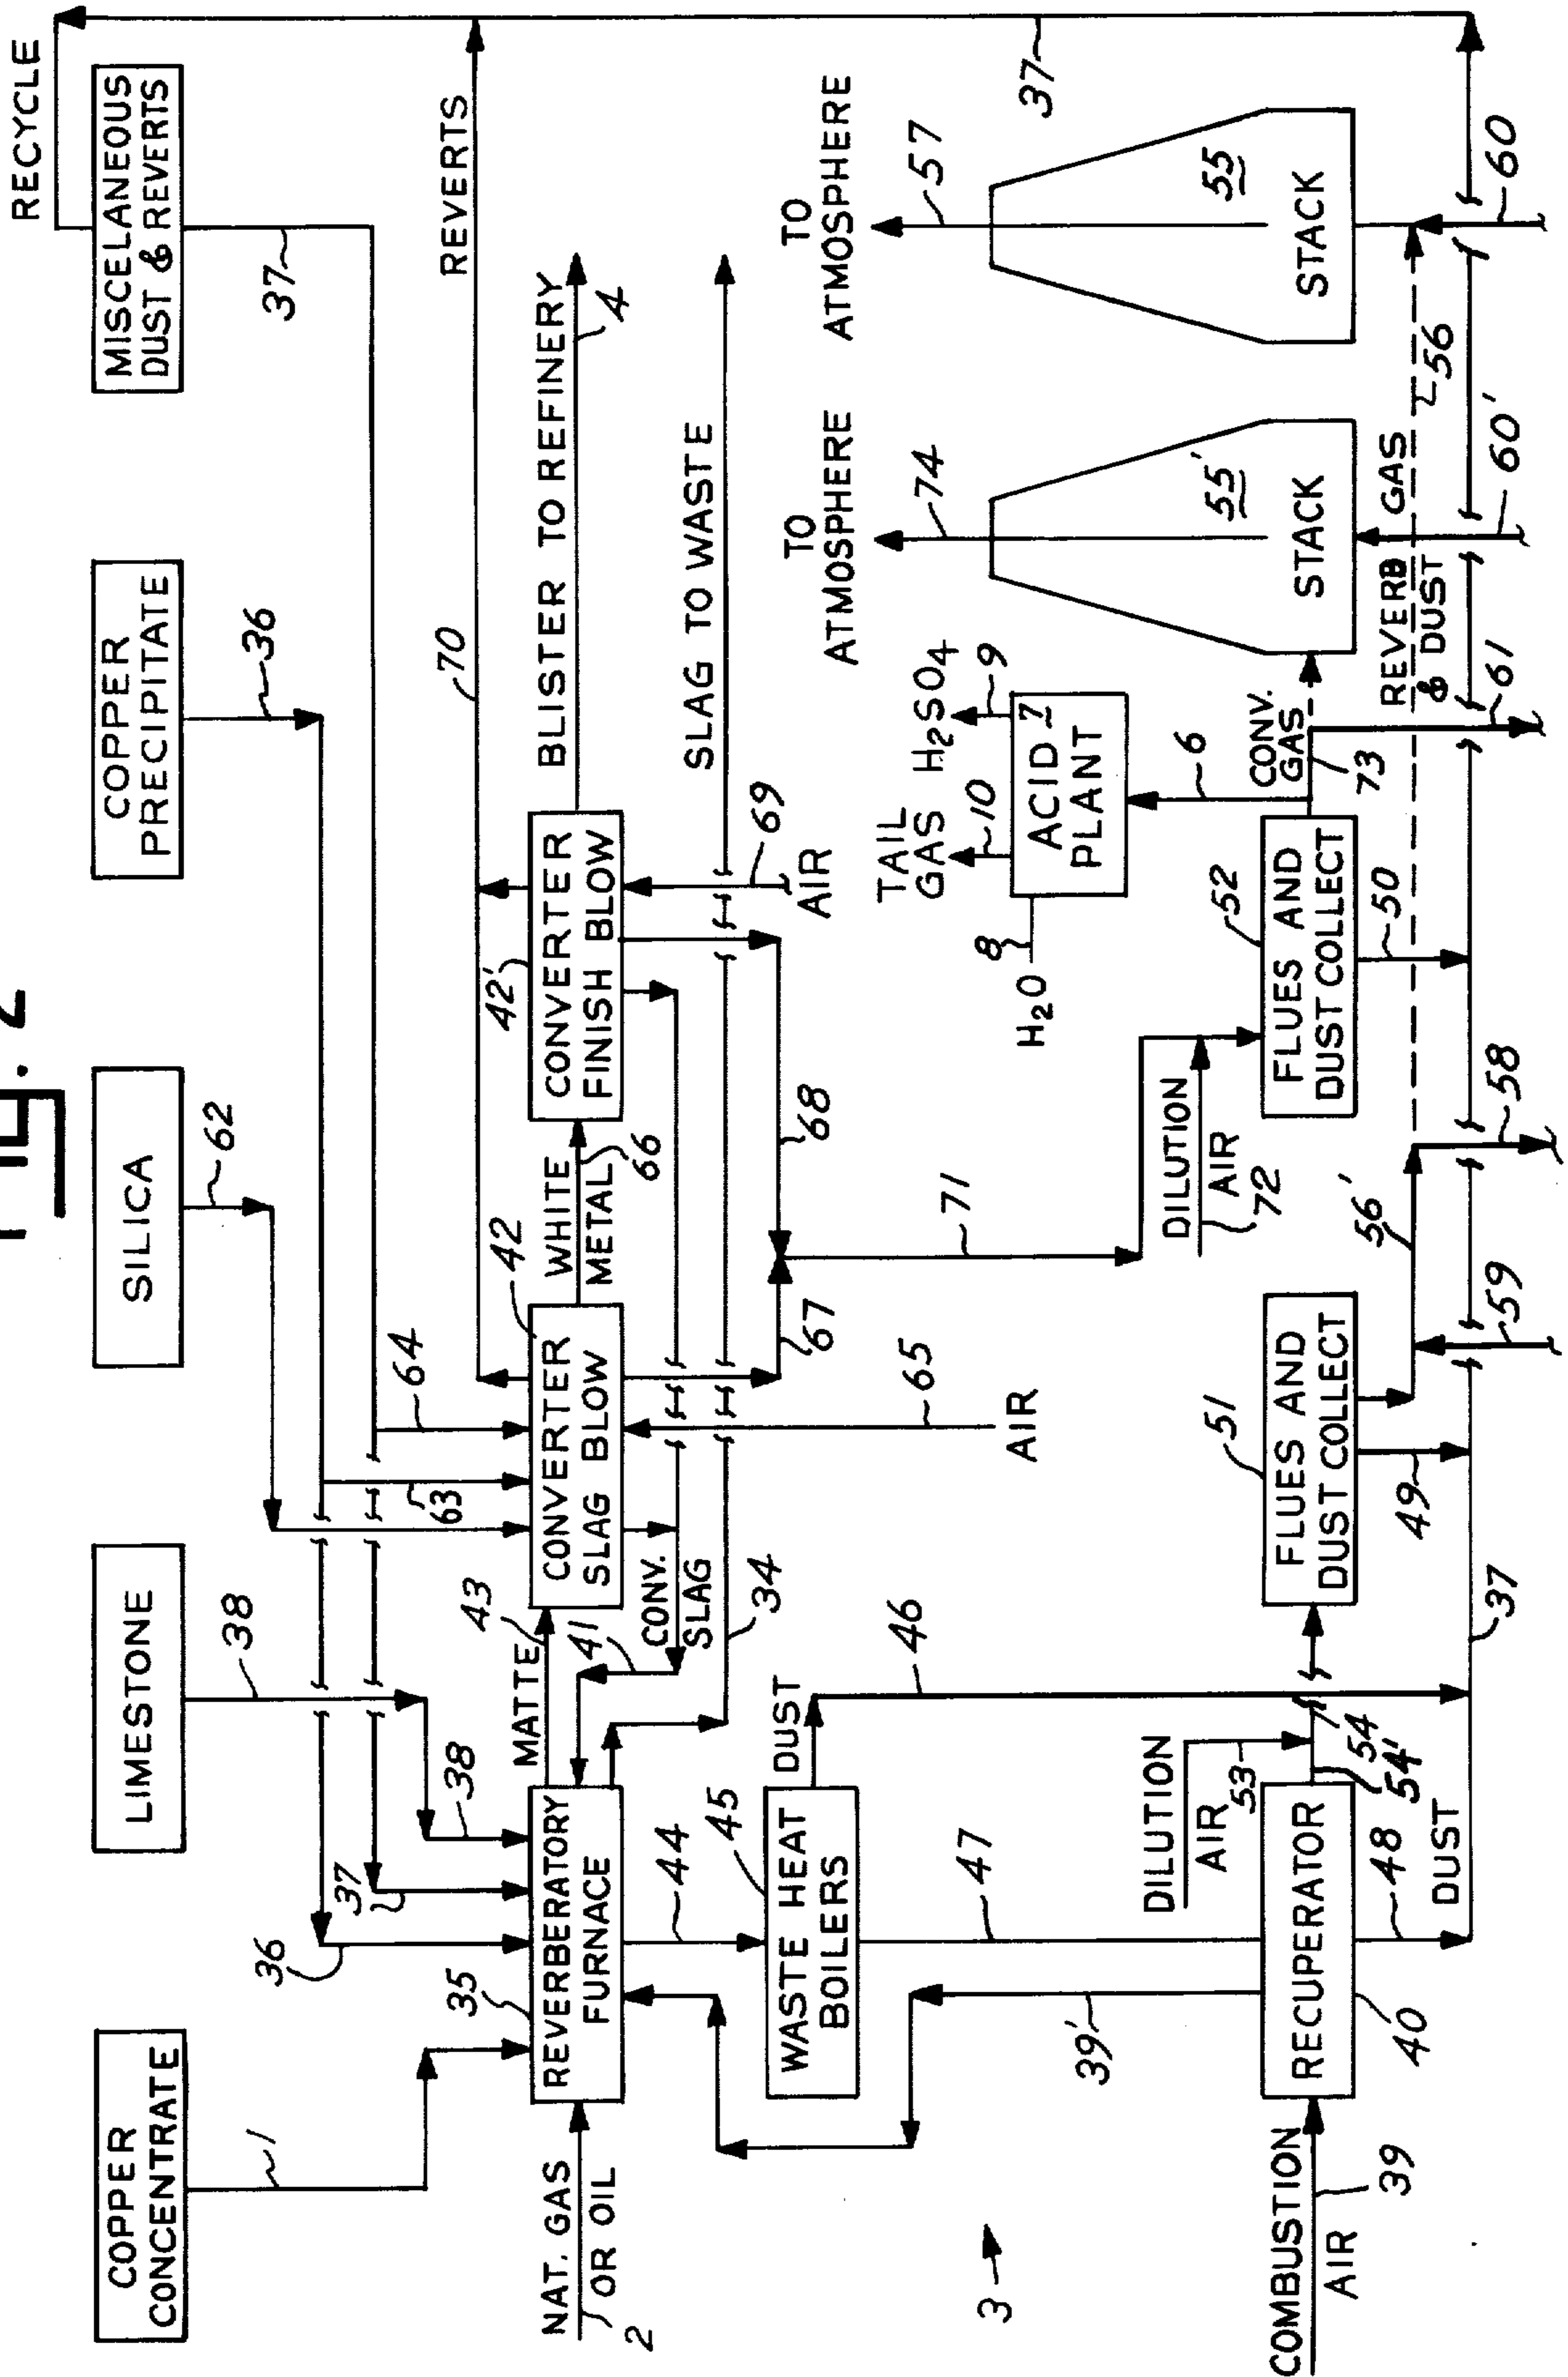 Fig. 2
COPPER
CONCENTRATE
LIMESTONE
SILICA
COPPER
PRECIPITATE
MISCELANEOUS
DUST & REVERTS
RECYCLE
1
38
62
36
37
36
37
38
63
64
70
REVERTS
NAT. GAS
OR OIL
2
35
REVERBERATORY
FURNACE
MATTE
43
41
CONV.
SLAG
34
42
CONVERTER
SLAG BLOW
WHITE
METAL
66
42'
CONVERTER
FINISH BLOW
BLISTER TO REFINERY
4
SLAG TO WASTE
44
45
WASTE HEAT
BOILERS
DUST
46
47
39'
65
AIR
67
68
69
AIR
71
DILUTION
AIR
72
3
COMBUSTION
AIR
39
RECUPERATOR
40
48
DUST
DILUTION
AIR
53
54
54'
51
FLUES AND
DUST COLLECT
49
37
59
56'
58
52
FLUES AND
DUST COLLECT
50
H2O
8
ACID 7
PLANT
TAIL
GAS
10
H2SO4
9
6
CONV.
GAS
73
61
REVERB GAS
& DUST
56
TO
ATMOSPHERE
74
55'
STACK
60'
TO
ATMOSPHERE
57
55
STACK
60
37